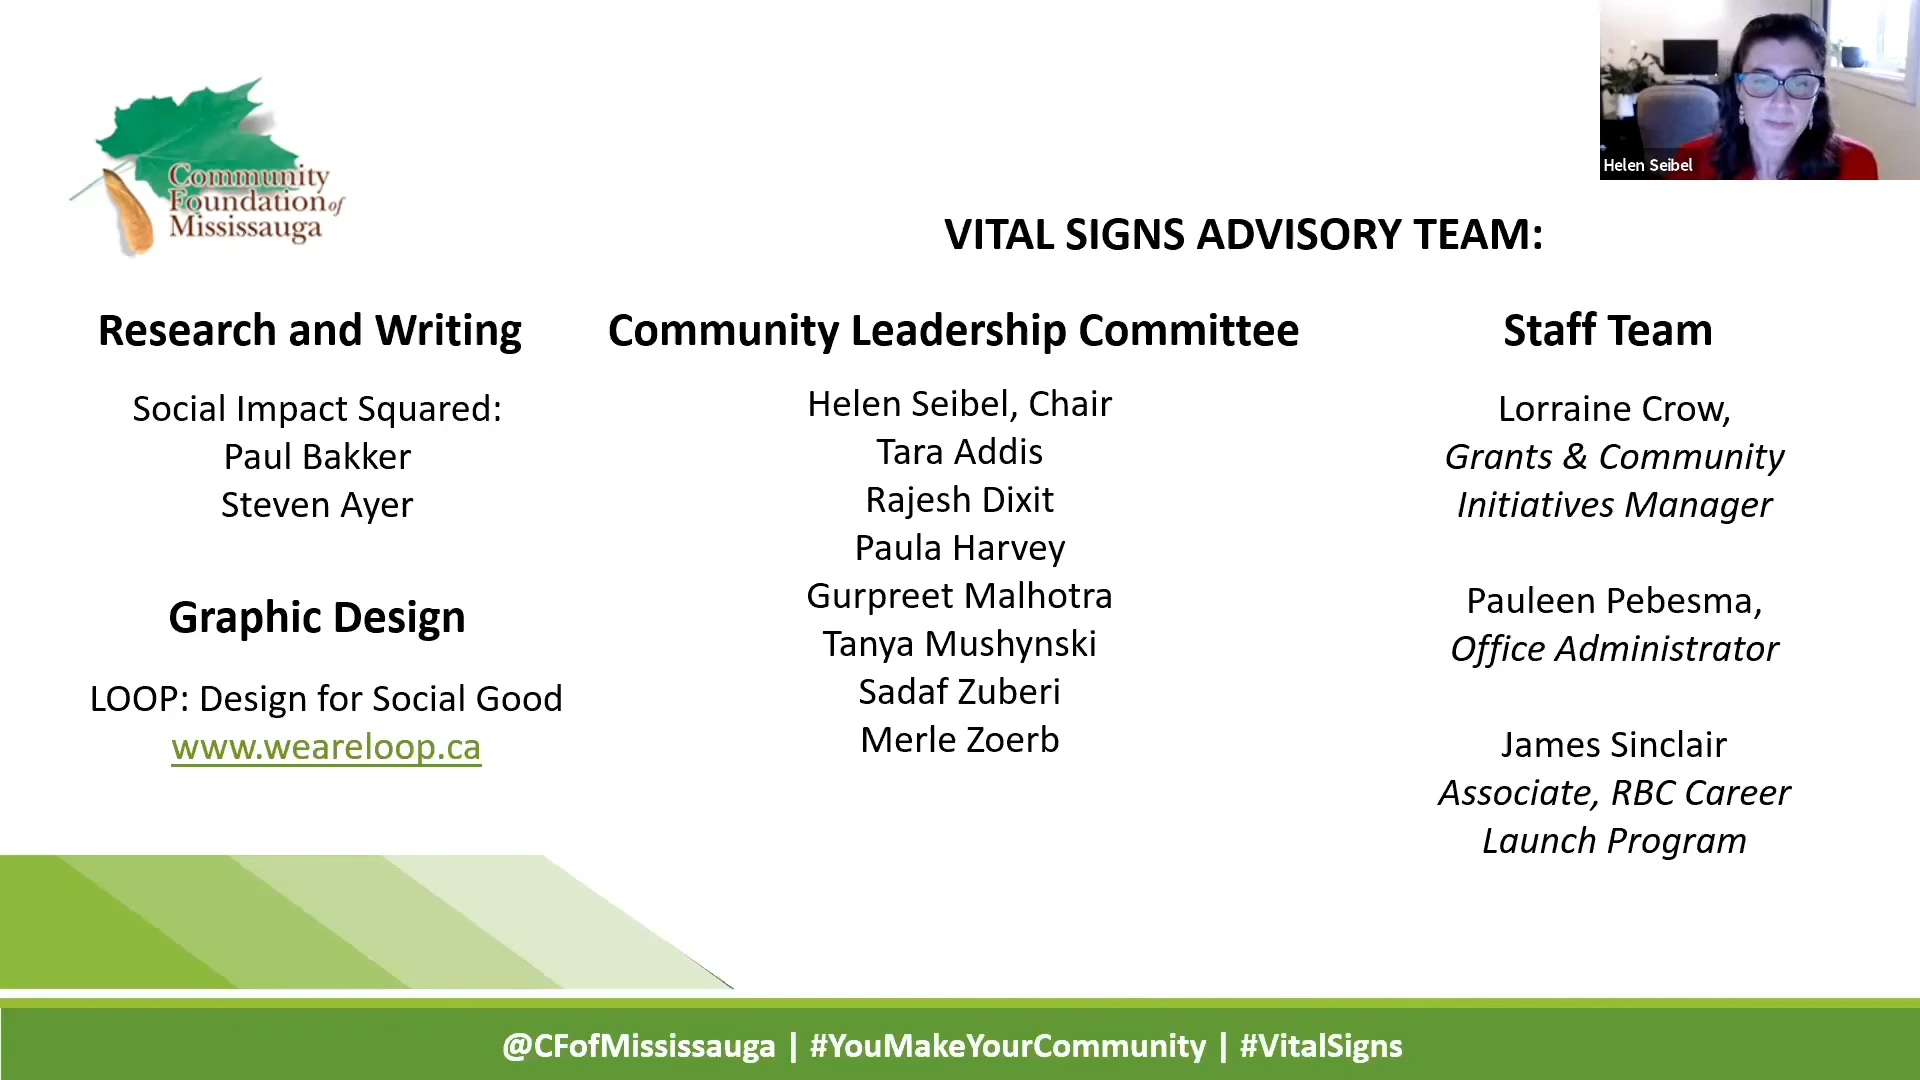 Community
Foundation of
Mississauga
Helen Seibel
VITAL SIGNS ADVISORY TEAM:
Research and Writing
Social Impact Squared:
Paul Bakker
Steven Ayer
Graphic Design
LOOP: Design for Social Good
www.weareloop.ca
Community Leadership Committee
Helen Seibel, Chair
Tara Addis
Rajesh Dixit
Paula Harvey
Gurpreet Malhotra
Tanya Mushynski
Sadaf Zuberi
Merle Zoerb
Staff Team
Lorraine Crow,
Grants & Community
Initiatives Manager
Pauleen Pebesma,
Office Administrator
James Sinclair
Associate, RBC Career
Launch Program
@CFofMississauga | #YouMakeYourCommunity | #VitalSigns